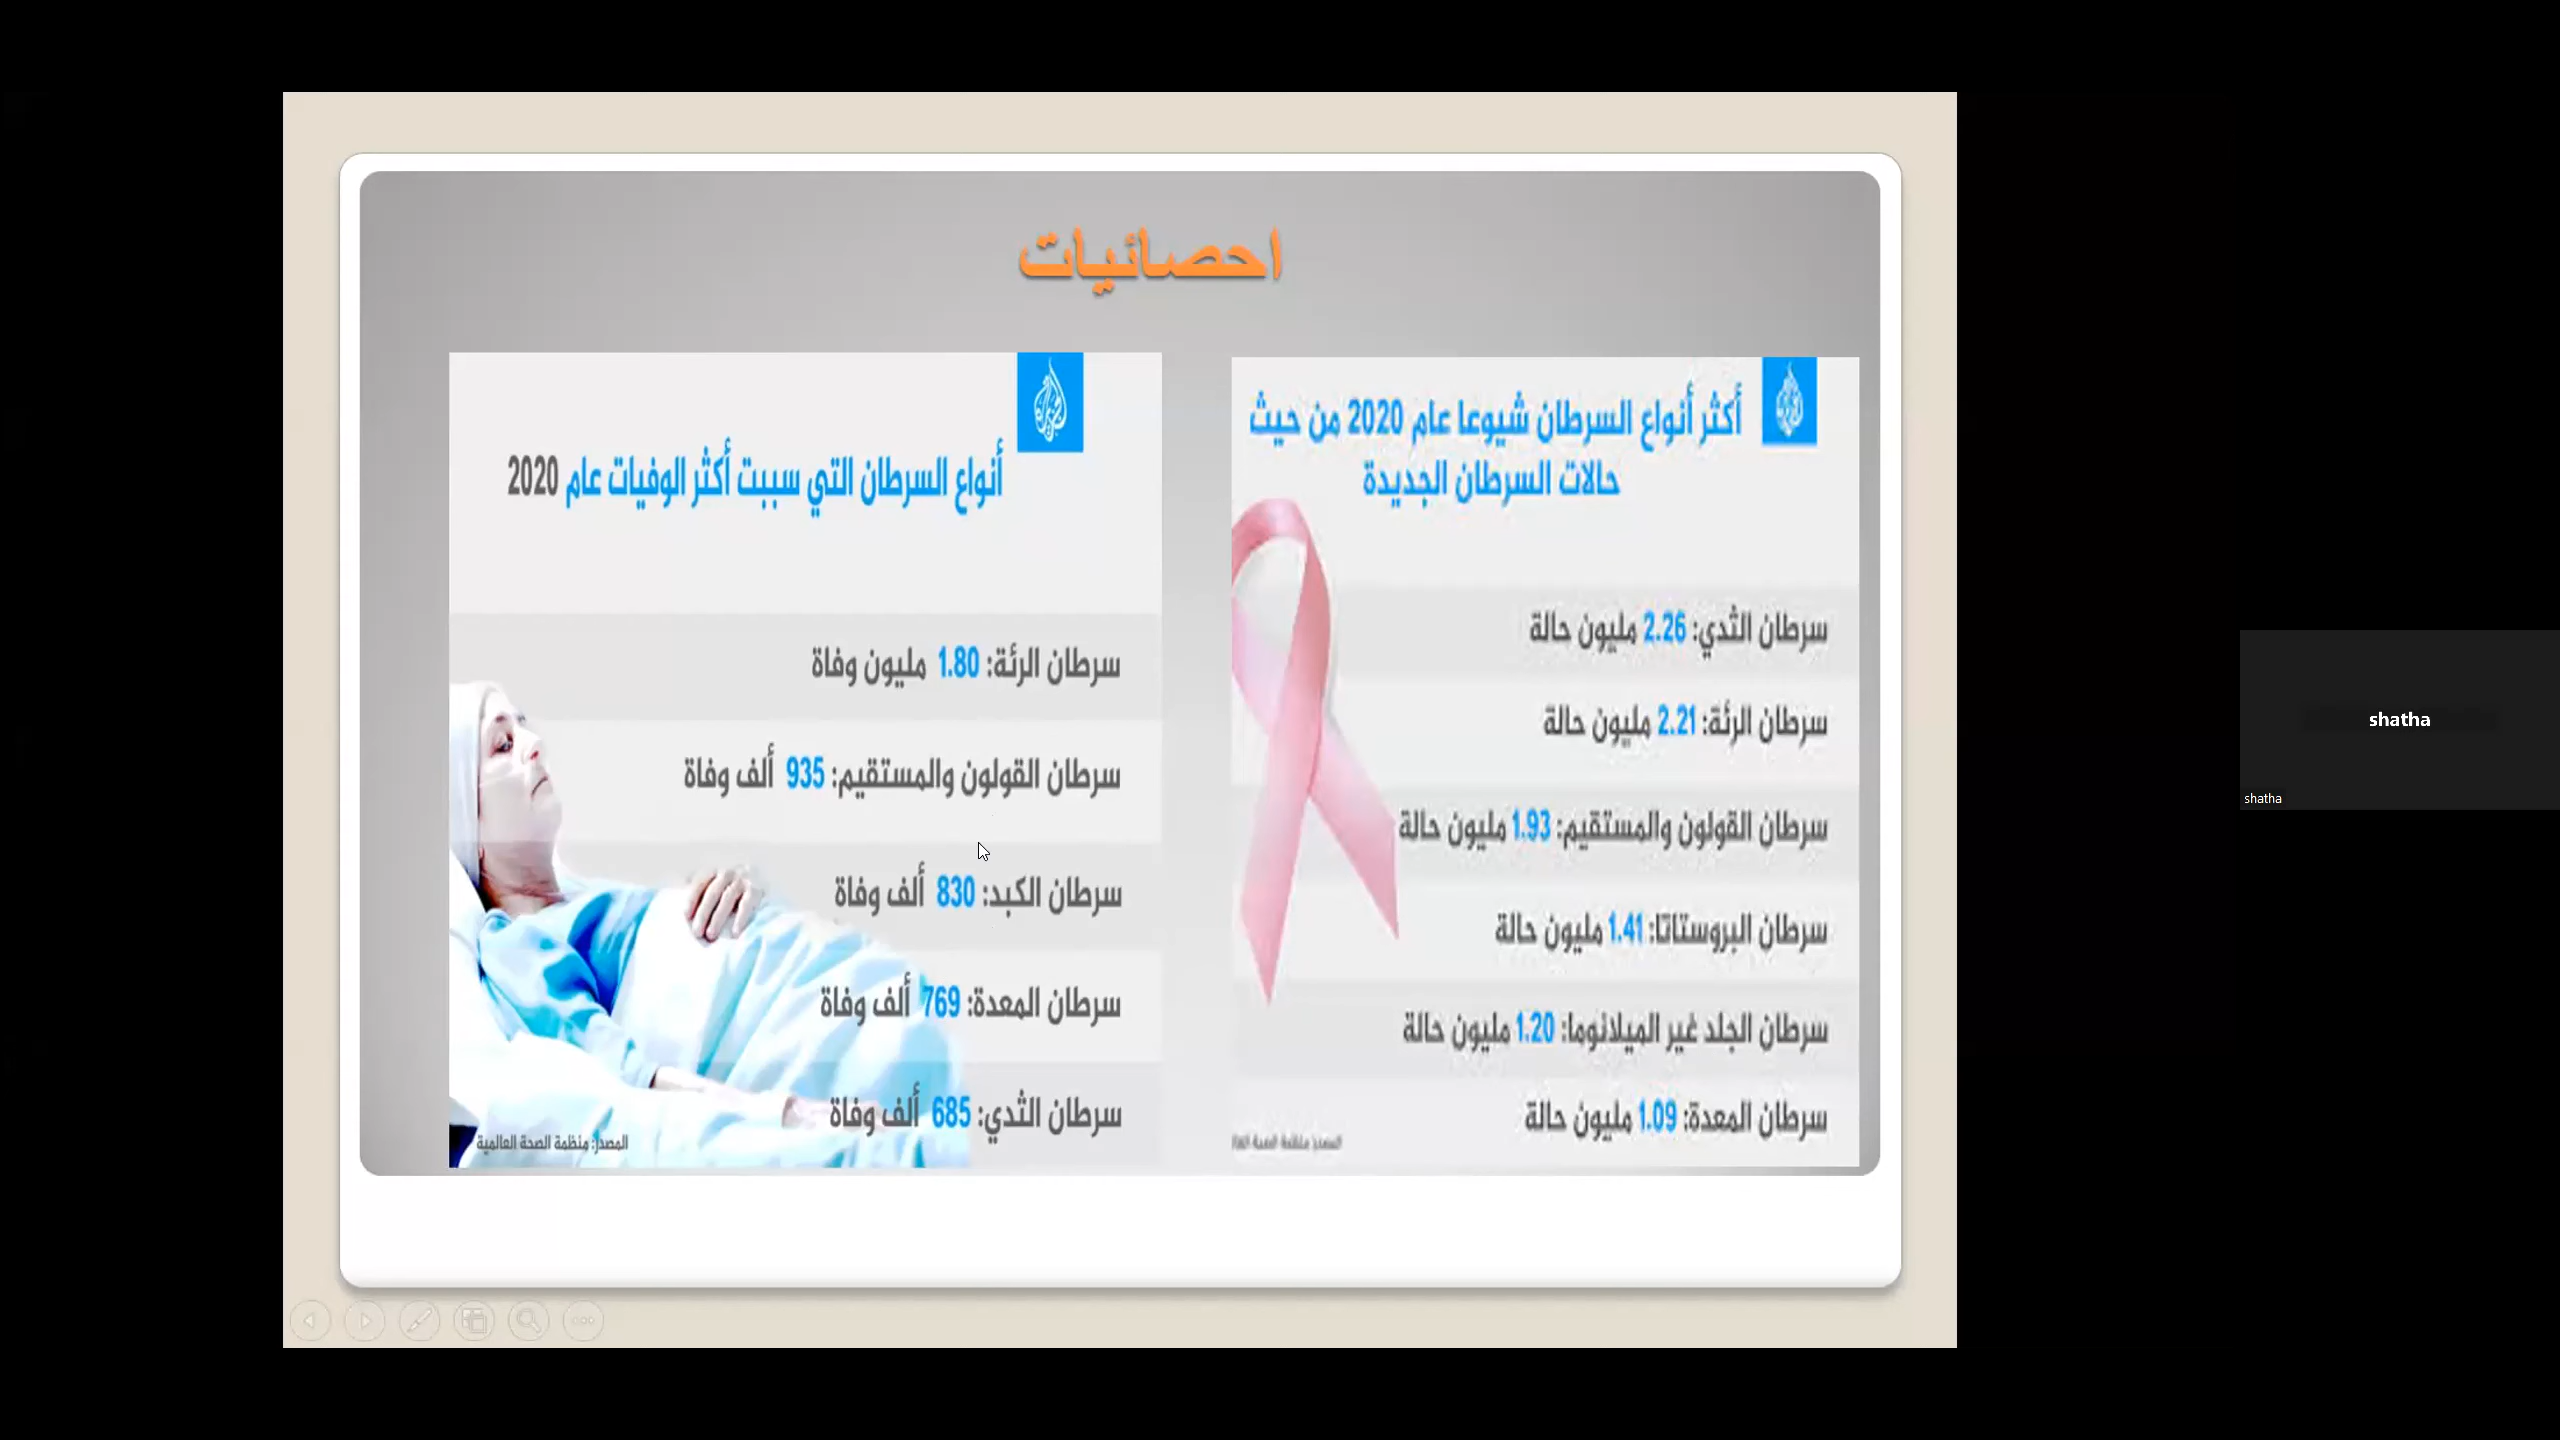 احصائيات
أكثر أنواع السرطان شيوعا عام 2020 من حيث
حالات السرطان الجديدة
سرطان الثدي: 2.26 مليون حالة
سرطان الرئة: 2.21 مليون حالة
سرطان القولون والمستقيم: 1.93 مليون حالة
سرطان البروستاتا: 1.41 مليون حالة
سرطان الجلد غير الميلانوما: 1.20 مليون حالة
سرطان المعدة: 1.09 مليون حالة
المصدر: منظمة الصحة
أنواع السرطان التي سببت أكثر الوفيات عام 2020
سرطان الرئة: 1.80 مليون وفاة
سرطان القولون والمستقيم: 935 ألف وفاة
سرطان الكبد: 830 ألف وفاة
سرطان المعدة: 769 ألف وفاة
سرطان الثدي: 685 ألف وفاة
المصدر: منظمة الصحة العالمية
shatha
shatha